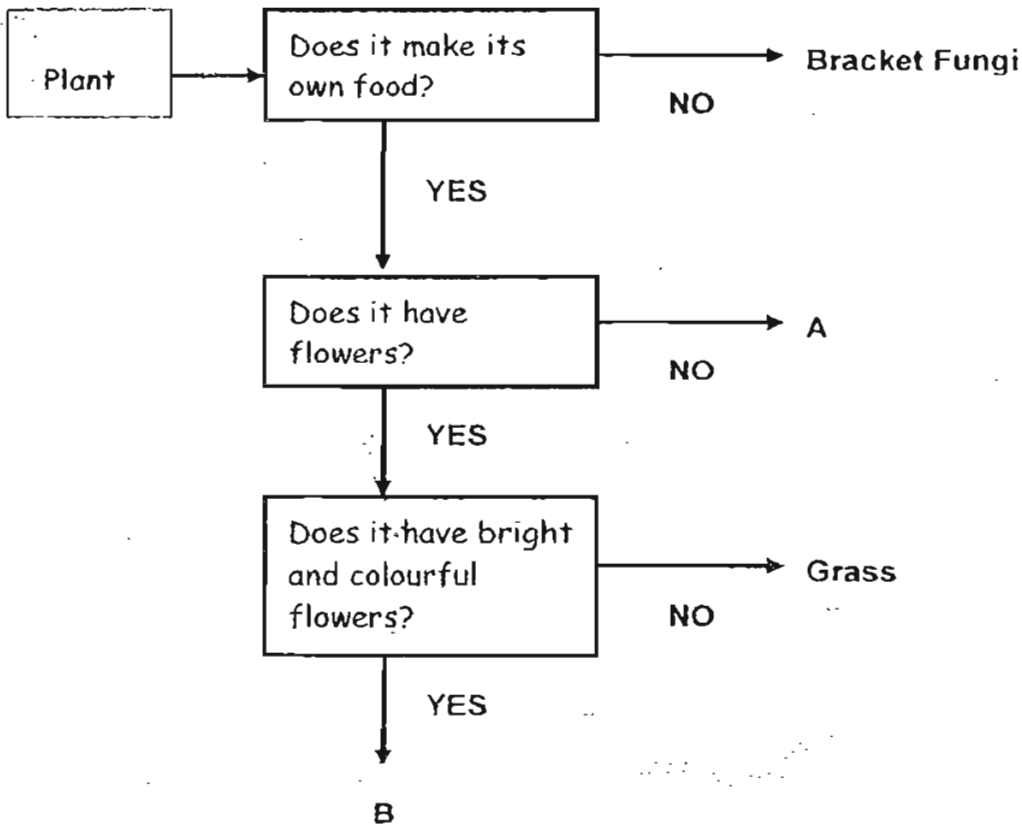 Plant
Does it make its
own food?
Bracket Fungi
NO
YES
Does it have
flowers?
A
NO
YES
Does it have bright
and colourful
flowers?
Grass
NO
YES
B